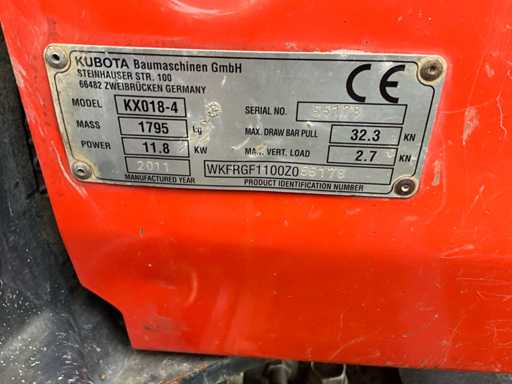 KUBOTA Baumaschinen GmbH
STEINHAUSER STR. 100
66482 ZWEIBRÜCKEN GERMANY
CE
MODEL KX018-4 SERIAL NO.
MASS 1795 kg MAX. DRAW BAR PULL 32.3 KN
POWER 11.8 KW MAX. VERT. LOAD 2.7 KN
2011 WKFRGF1100Z0
MANUFACTURED YEAR PRODUCT IDENTIFICATION NUMBER